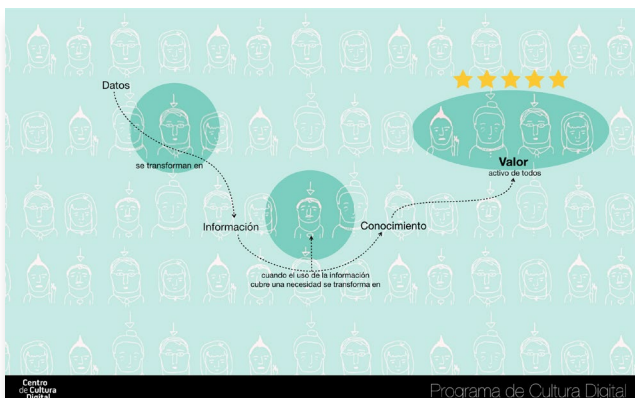 Datos
se transforman en
Información
cuando el uso de la información
cubre una necesidad se transforma en
Conocimiento
Valor
activo de todos
Centro
de Cultura
Digital
Programa de Cultura Digital